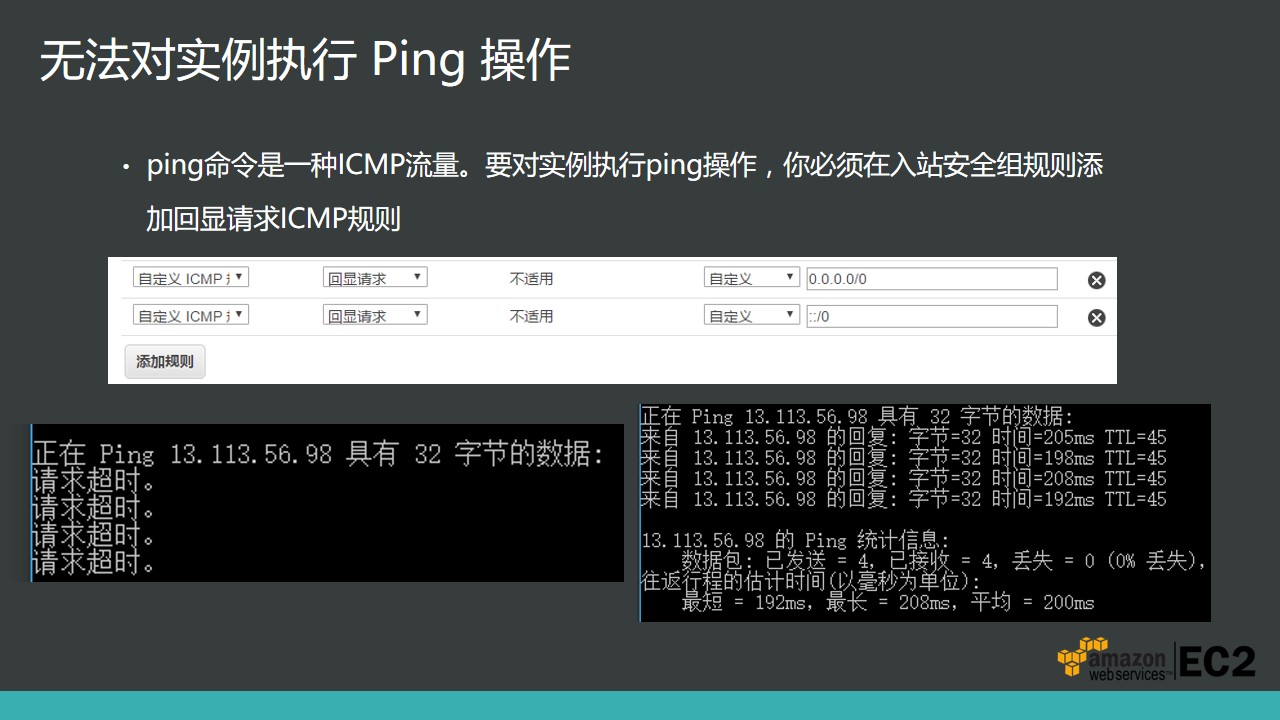 无法对实例执行 Ping 操作
• ping命令是一种ICMP流量。要对实例执行ping操作，你必须在入站安全组规则添
加回显请求ICMP规则
自定义 ICMP 回显请求 不适用 自定义 0.0.0.0/0
自定义 ICMP 回显请求 不适用 自定义 ::/0
添加规则
正在 Ping 13.113.56.98 具有 32 字节的数据:
请求超时。
请求超时。
请求超时。
请求超时。
正在 Ping 13.113.56.98 具有 32 字节的数据:
来自 13.113.56.98 的回复: 字节=32 时间=205ms TTL=45
来自 13.113.56.98 的回复: 字节=32 时间=198ms TTL=45
来自 13.113.56.98 的回复: 字节=32 时间=208ms TTL=45
来自 13.113.56.98 的回复: 字节=32 时间=192ms TTL=45
13.113.56.98 的 Ping 统计信息:
数据包: 已发送 = 4, 已接收 = 4, 丢失 = 0 (0% 丢失),
往返行程的估计时间(以毫秒为单位):
最短 = 192ms, 最长 = 208ms, 平均 = 200ms
amazon
webservices™
EC2